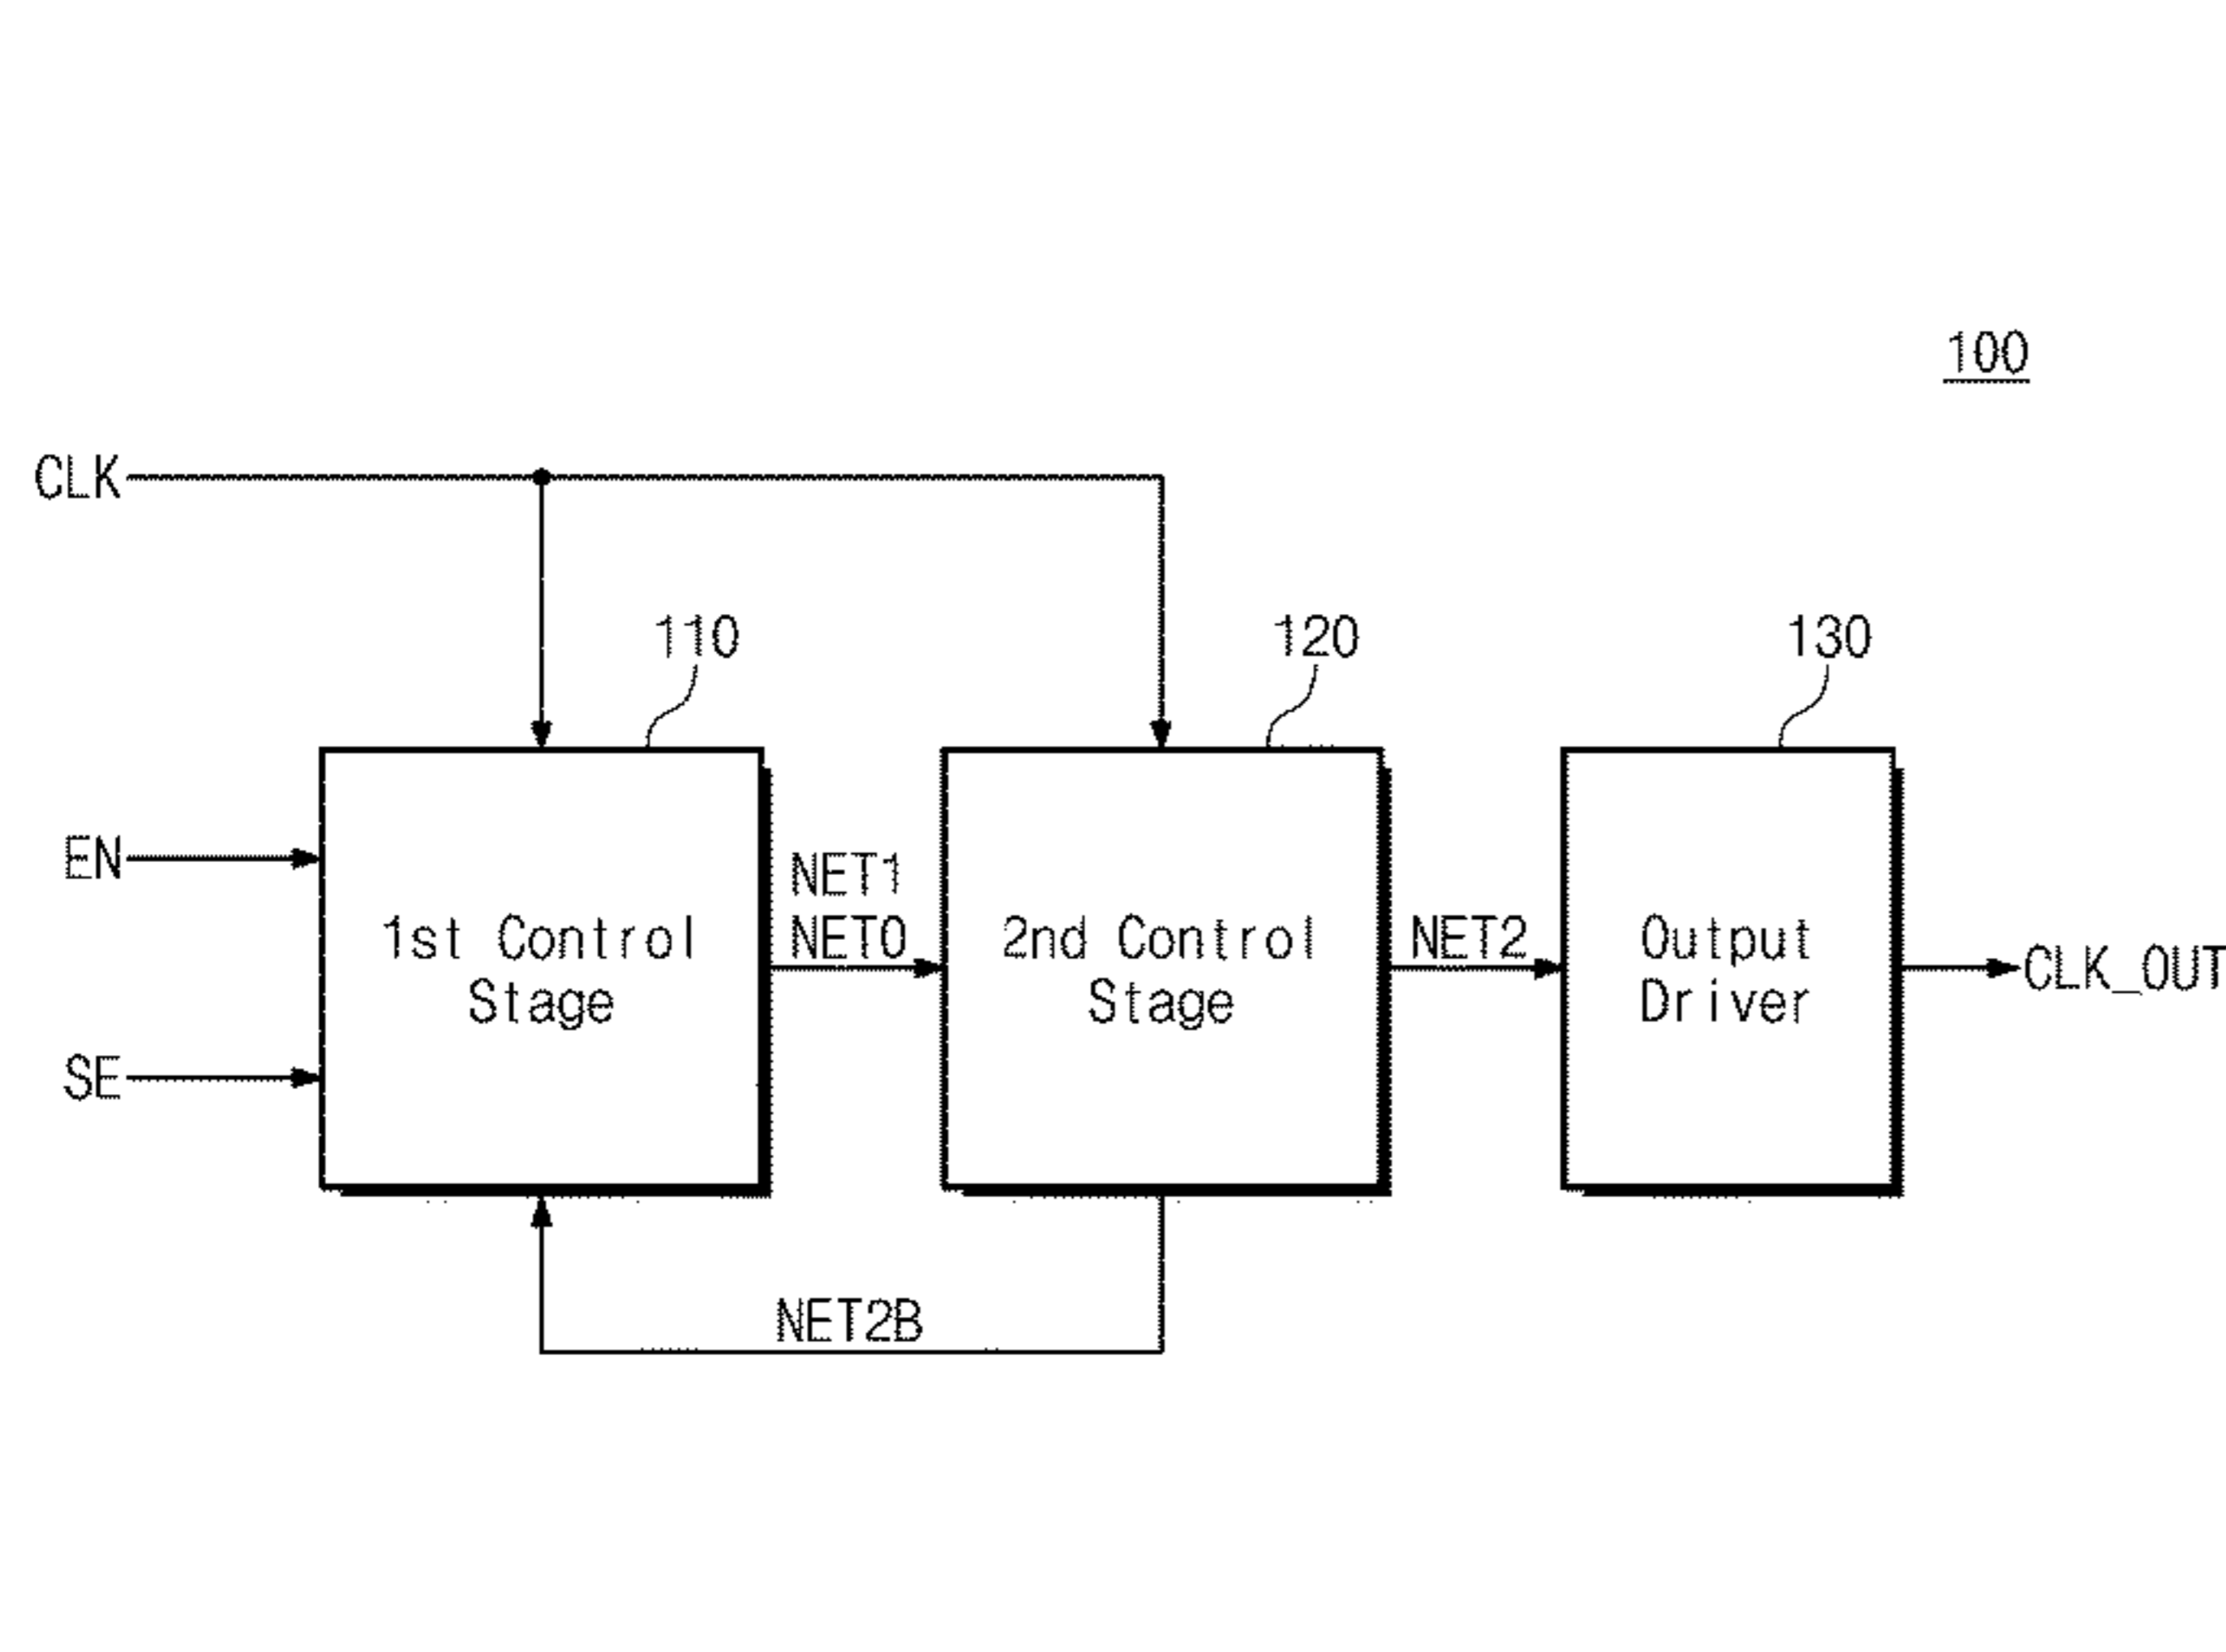 100
CLK
110
120
130
EN
SE
1st Control
Stage
NET1
NET0
2nd Control
Stage
NET2
Output
Driver
CLK_OUT
NET2B